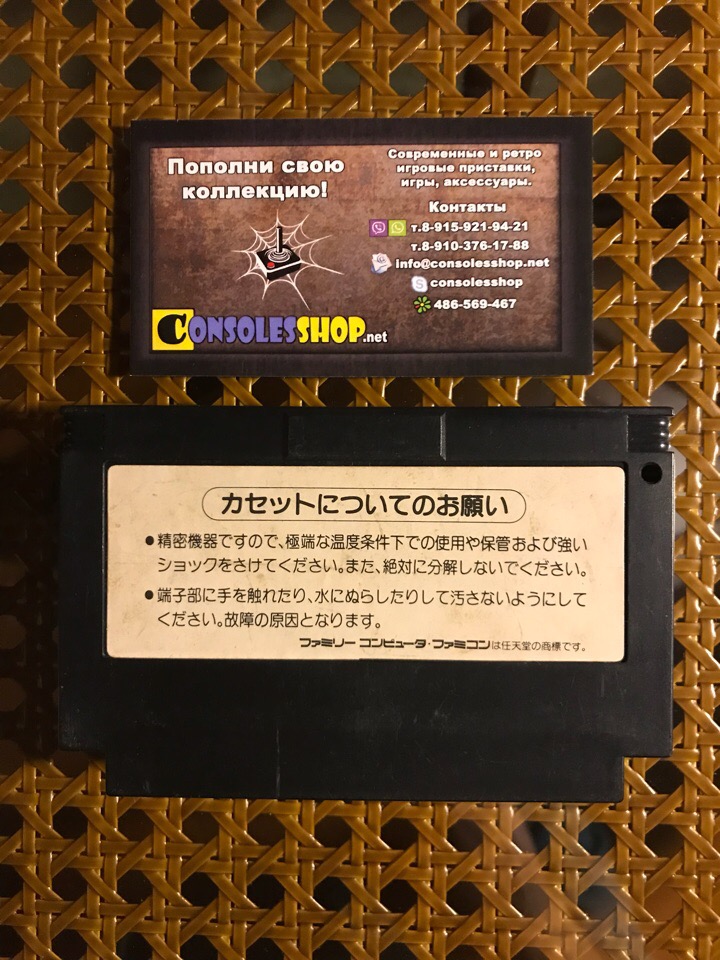 Пополни свою
коллекцию!
Современные и ретро
игровые приставки,
игры, аксессуары.
Контакты
т.8-915-921-94-21
т.8-910-376-17-88
info@consolesshop.net
consolesshop
486-569-467
CONSOLESSHOP.net
カセットについてのお願い
●精密機器ですので、極端な温度条件下での使用や保管および強い
ショックをさけてください。また、絶対に分解しないでください。
●端子部に手を触れたり、水にぬらしたりして汚さないようにして
ください。故障の原因となります。
ファミリー コンピュータ・ファミコンは任天堂の商標です。